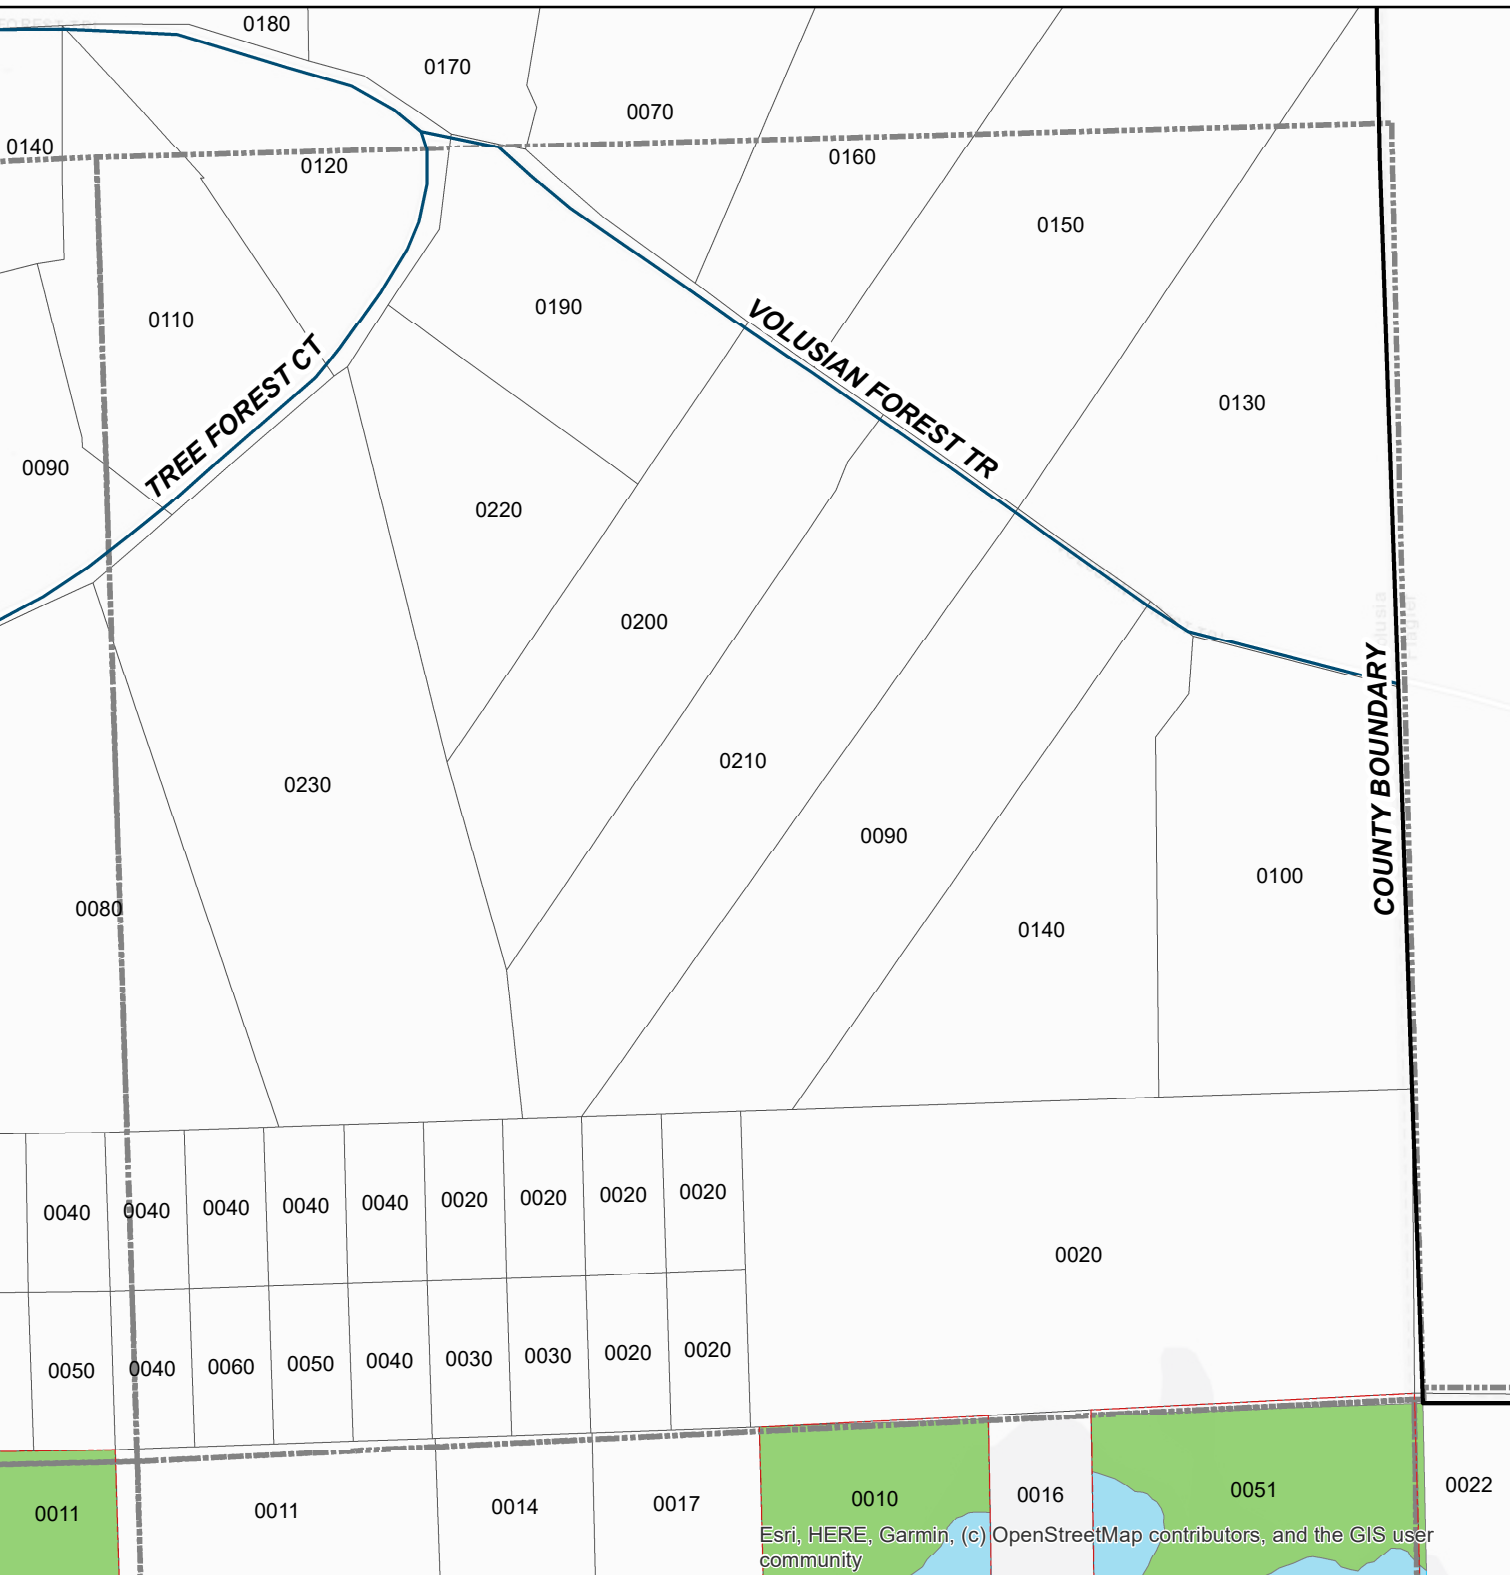 0180
0170
0070
0140
0120
0160
0150
0110
0190
VOLUSIAN FOREST TR
TREE FOREST CT
0130
0090
0220
0200
COUNTY BOUNDARY
0230
0210
0090
0100
0080
0140
0040 0040 0040 0040 0040 0020 0020 0020 0020
0020
0050 0040 0060 0050 0040 0030 0030 0020 0020
0011 0011 0014 0017 0010 0016 0051 0022
Esri, HERE, Garmin, (c) OpenStreetMap contributors, and the GIS user
community